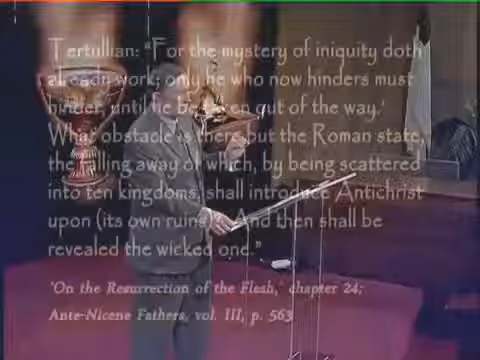 Tertullian: “For the mystery of iniquity doth
already work; only he who now hinders must
hinder, until he be taken out of the way.’
What obstacle is there but the Roman state,
the falling away of which, by being scattered
into ten kingdoms, shall introduce Antichrist
upon (its own ruins). And then shall be
revealed the wicked one.”
‘On the Resurrection of the Flesh,’ chapter 24;
Ante-Nicene Fathers, vol. III, p. 563